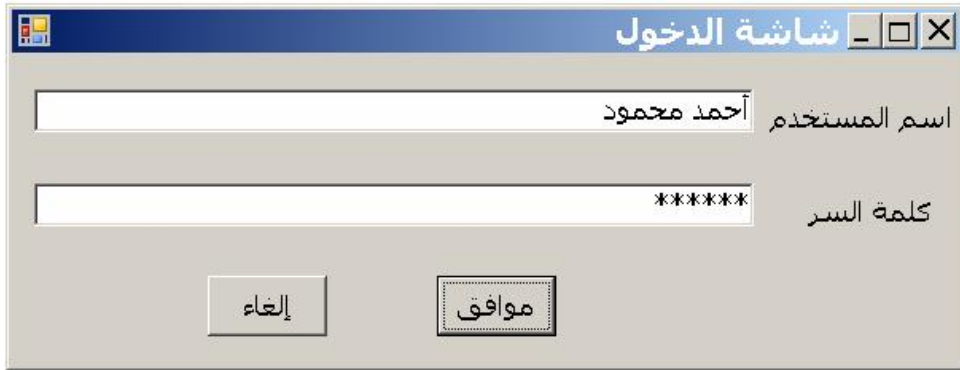 شاشة الدخول
اسم المستخدم أحمد محمود
كلمة السر ******
موافق إلغاء